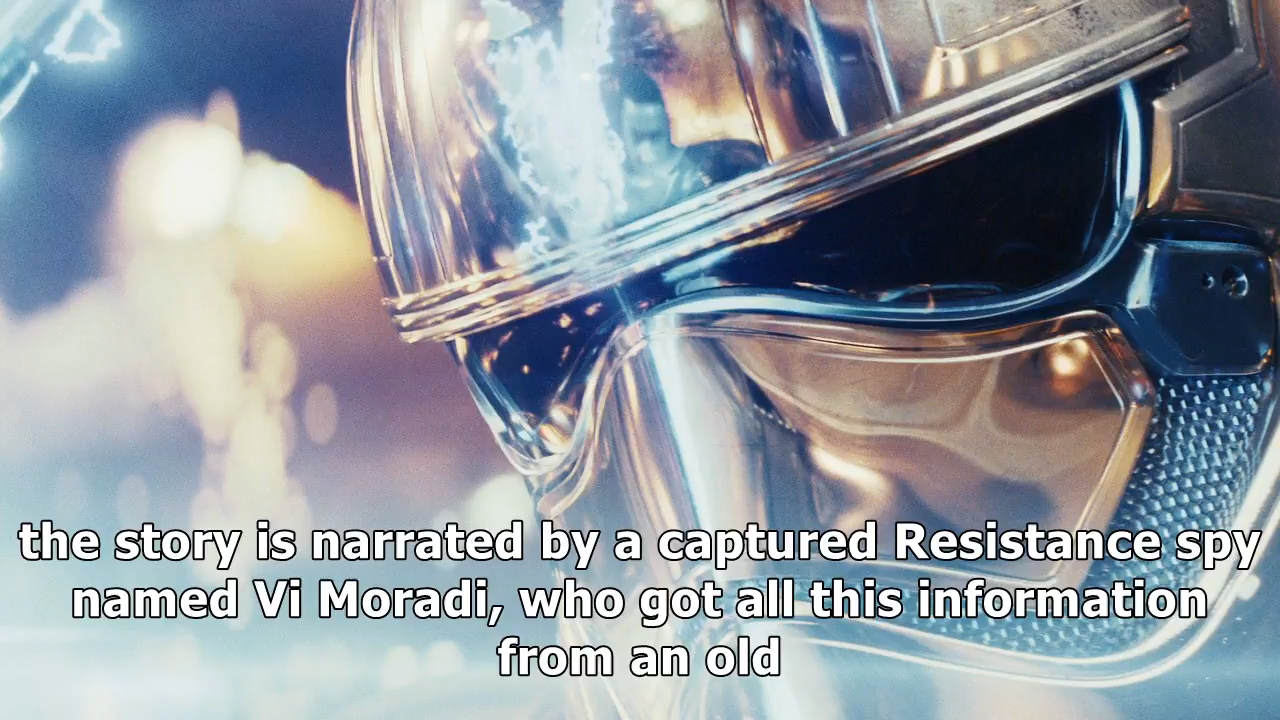 the story is narrated by a captured Resistance spy
named Vi Moradi, who got all this information
from an old